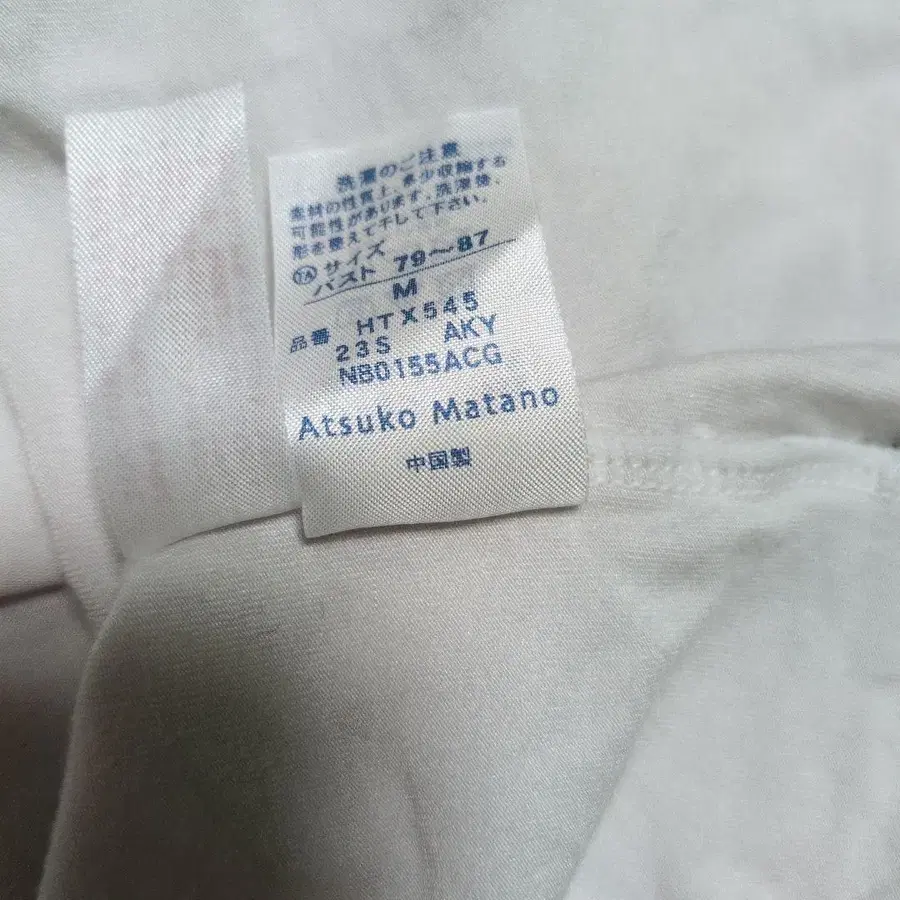 洗濯のご注意
素材の性質上、多少収縮する
可能性があります。洗濯後、
形を整えて干して下さい。
TA サイズ
バスト 79〜87
M
品番 HTX545
23S AKY
NB0155ACG
Atsuko Matano
中国製